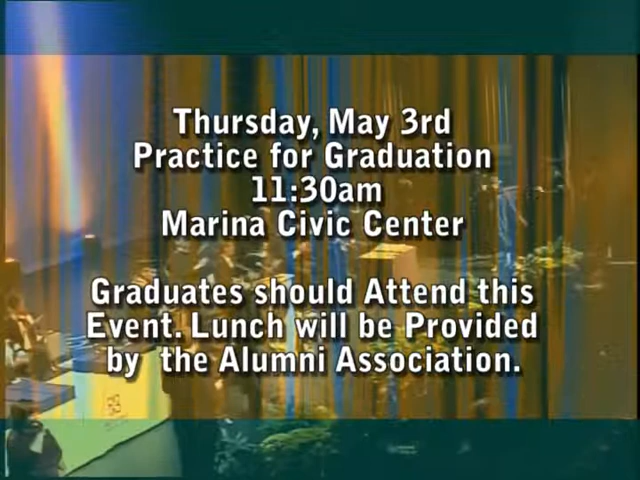 Thursday, May 3rd
Practice for Graduation
11:30am
Marina Civic Center
Graduates should Attend this
Event. Lunch will be Provided
by the Alumni Association.